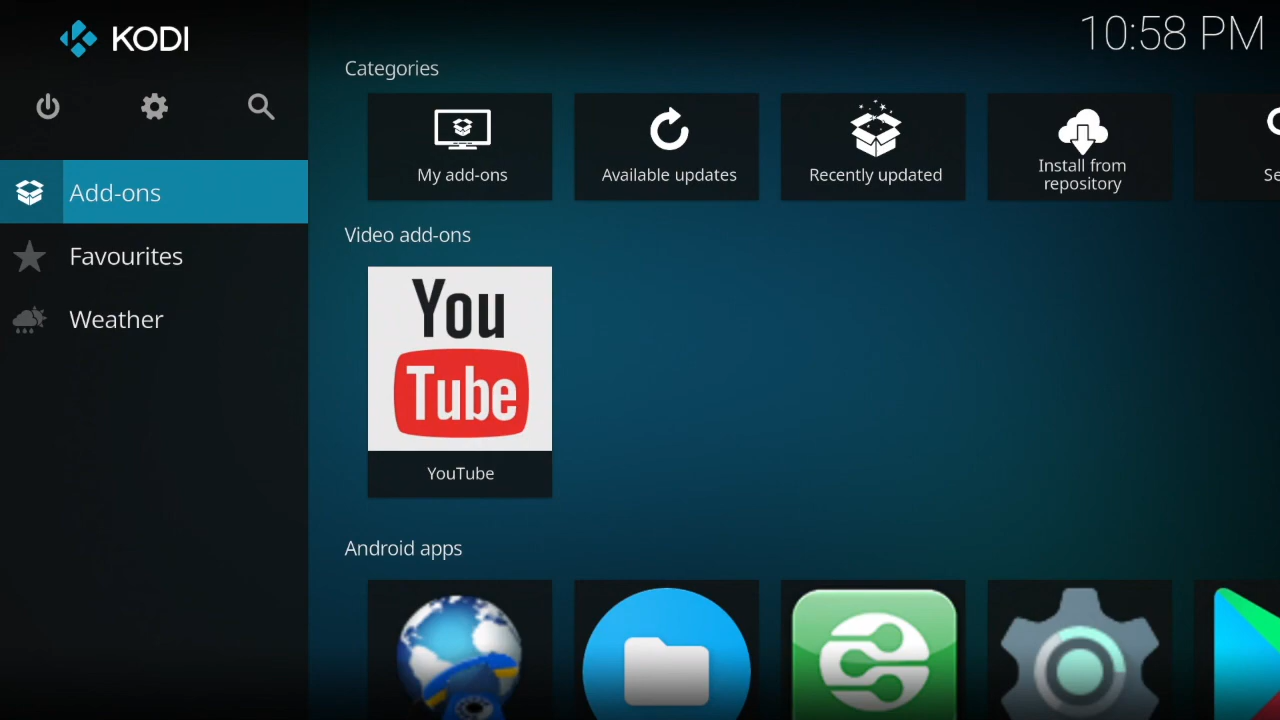 KODI
10:58 PM
Add-ons
Favourites
Weather
Categories
My add-ons
Available updates
Recently updated
Install from
repository
Video add-ons
You
Tube
YouTube
Android apps